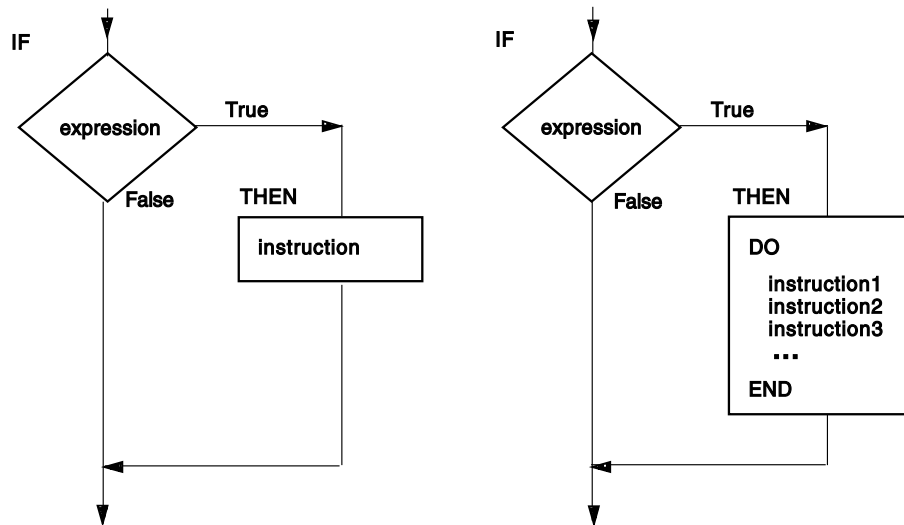 IF
expression
True
False
THEN
instruction
IF
expression
True
False
THEN
DO
instruction1
instruction2
instruction3
...
END